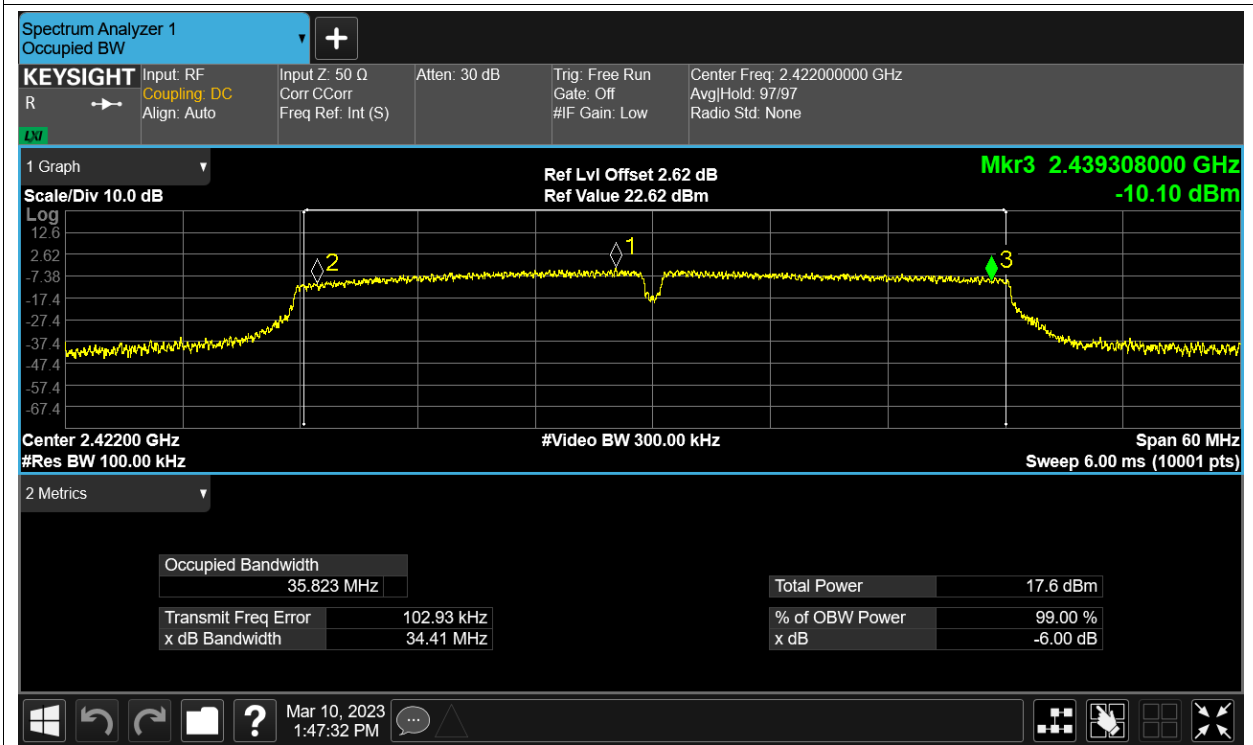 Spectrum Analyzer 1
Occupied BW
KEYSIGHT
R
LXI
Input: RF
Coupling: DC
Align: Auto
Input Z: 50 Ω
Corr CCorr
Freq Ref: Int (S)
Atten: 30 dB
Trig: Free Run
Gate: Off
#IF Gain: Low
Center Freq: 2.422000000 GHz
Avg|Hold: 97/97
Radio Std: None
1 Graph
Scale/Div 10.0 dB
Ref Lvl Offset 2.62 dB
Ref Value 22.62 dBm
Mkr3 2.439308000 GHz
-10.10 dBm
Log
12.6
2.62
-7.38
-17.4
-27.4
-37.4
-47.4
-57.4
-67.4
2
1
3
Center 2.42200 GHz
#Res BW 100.00 kHz
#Video BW 300.00 kHz
Span 60 MHz
Sweep 6.00 ms (10001 pts)
2 Metrics
Occupied Bandwidth
35.823 MHz
Transmit Freq Error 102.93 kHz
x dB Bandwidth 34.41 MHz
Total Power 17.6 dBm
% of OBW Power 99.00 %
x dB -6.00 dB
?
Mar 10, 2023
1:47:32 PM